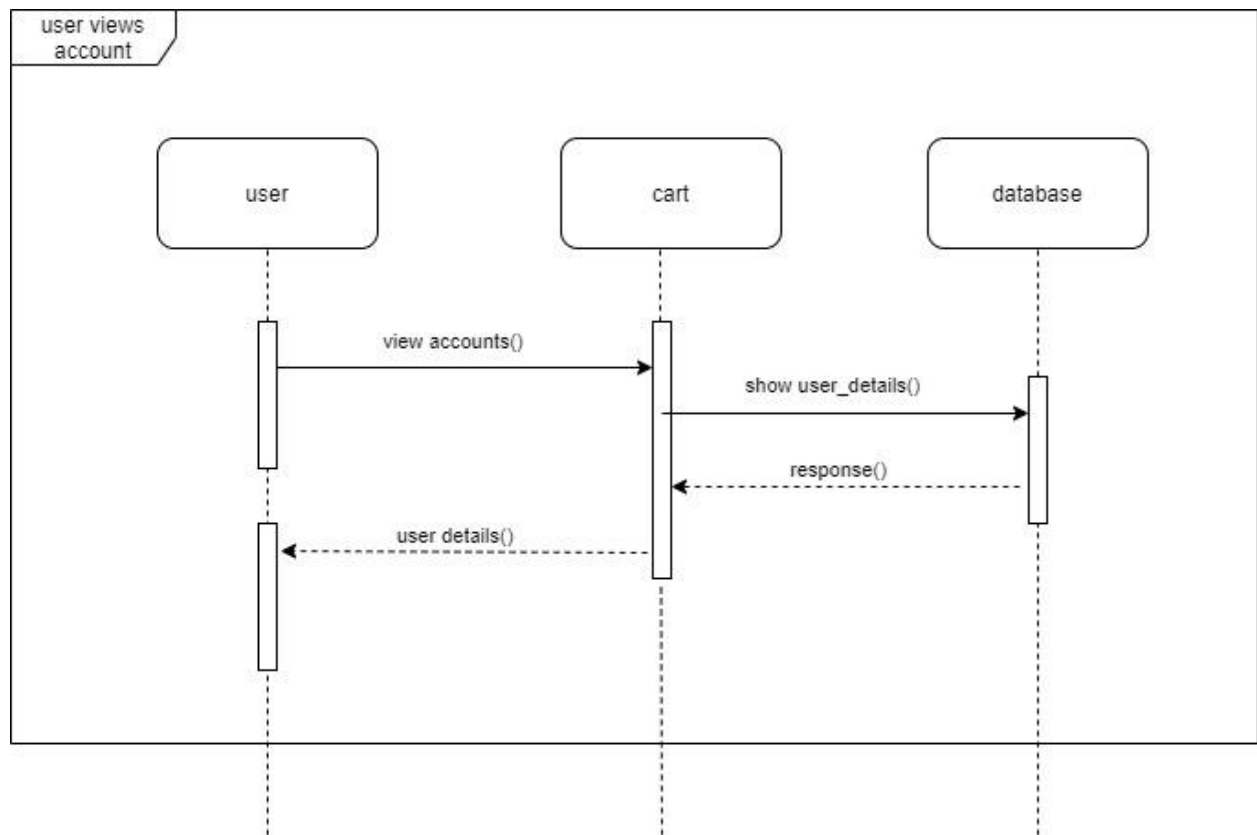 user views
account
user
cart
database
view accounts()
show user_details()
response()
user details()